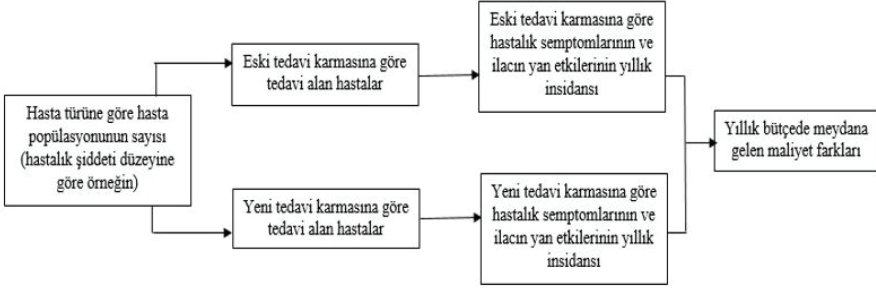 Hasta türüne göre hasta
popülasyonunun sayısı
(hastalık şiddeti düzeyine
göre örneğin)
Eski tedavi karmasına göre
tedavi alan hastalar
Eski tedavi karmasına göre
hastalık semptomlarının ve
ilacın yan etkilerinin yıllık
insidansı
Yeni tedavi karmasına göre
tedavi alan hastalar
Yeni tedavi karmasına göre
hastalık semptomlarının ve
ilacın yan etkilerinin yıllık
insidansı
Yıllık bütçede meydana
gelen maliyet farkları